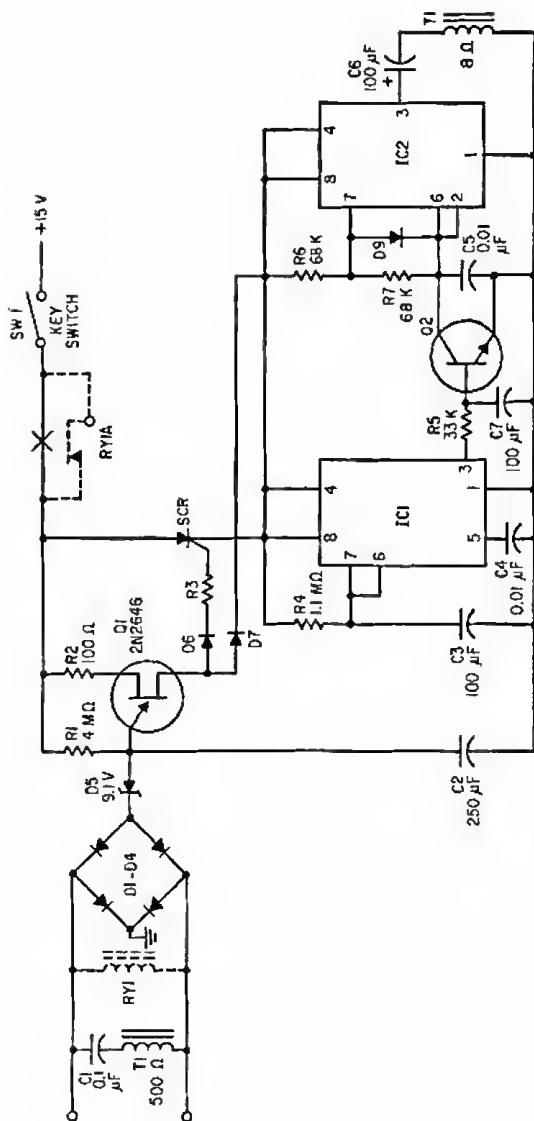 SW1
KEY
SWITCH
+15 V
RY1A
R1
4 MΩ
R2
100 Ω
Q1
2N2646
D5
9.1 V
D1-D4
RY1
C1
0.1
μF
T1
500 Ω
D6
R3
SCR
D7
C2
250 μF
R4
1.1 MΩ
C3
100
μF
7
6
8
4
IC1
3
5
1
C4
0.01 μF
R5
33 K
C7
100
μF
Q2
R6
68 K
R7
68 K
D9
C5
0.01
μF
7
6
2
8
4
IC2
3
1
C6
100 μF
+
T1
8 Ω